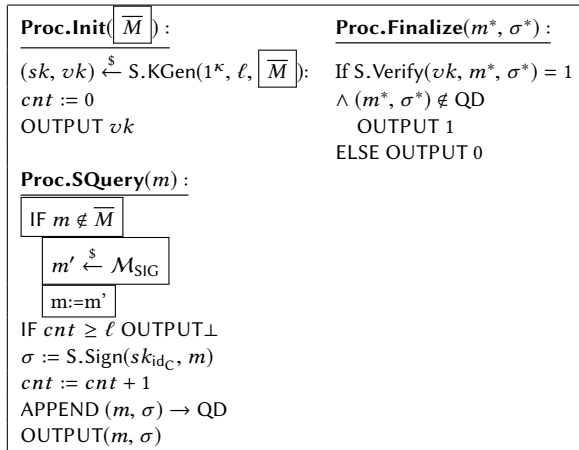 Proc.Init( M̅ ) :
(sk, vk) ←$ S.KGen(1^κ, ℓ, M̅ ):
cnt := 0
OUTPUT vk
Proc.SQuery(m) :
IF m ∉ M̅
m′ ←$ ℳ_SIG
m:=m’
IF cnt ≥ ℓ OUTPUT⊥
σ := S.Sign(sk_id_C, m)
cnt := cnt + 1
APPEND (m, σ) → QD
OUTPUT(m, σ)
Proc.Finalize(m*, σ*) :
If S.Verify(vk, m*, σ*) = 1
∧ (m*, σ*) ∉ QD
OUTPUT 1
ELSE OUTPUT 0